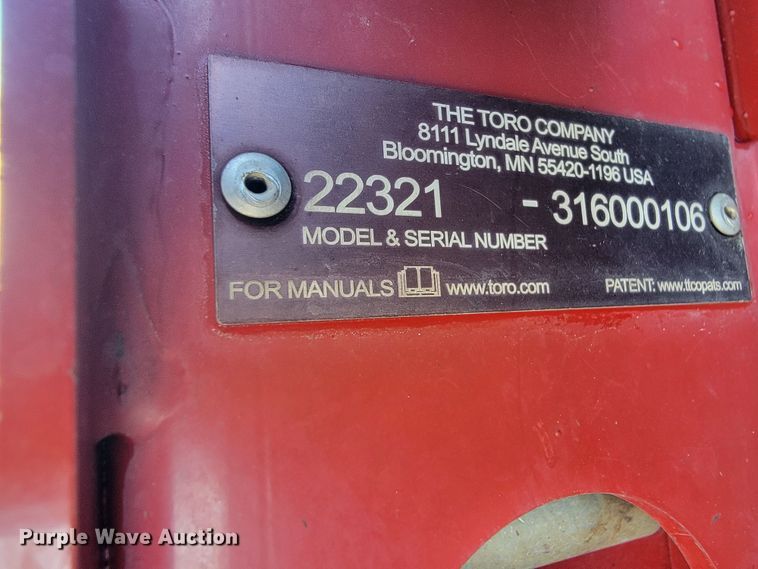 THE TORO COMPANY
8111 Lyndale Avenue South
Bloomington, MN 55420-1196 USA
22321 - 316000106
MODEL & SERIAL NUMBER
FOR MANUALS www.toro.com PATENT: www.ttcopats.com
Purple Wave Auction